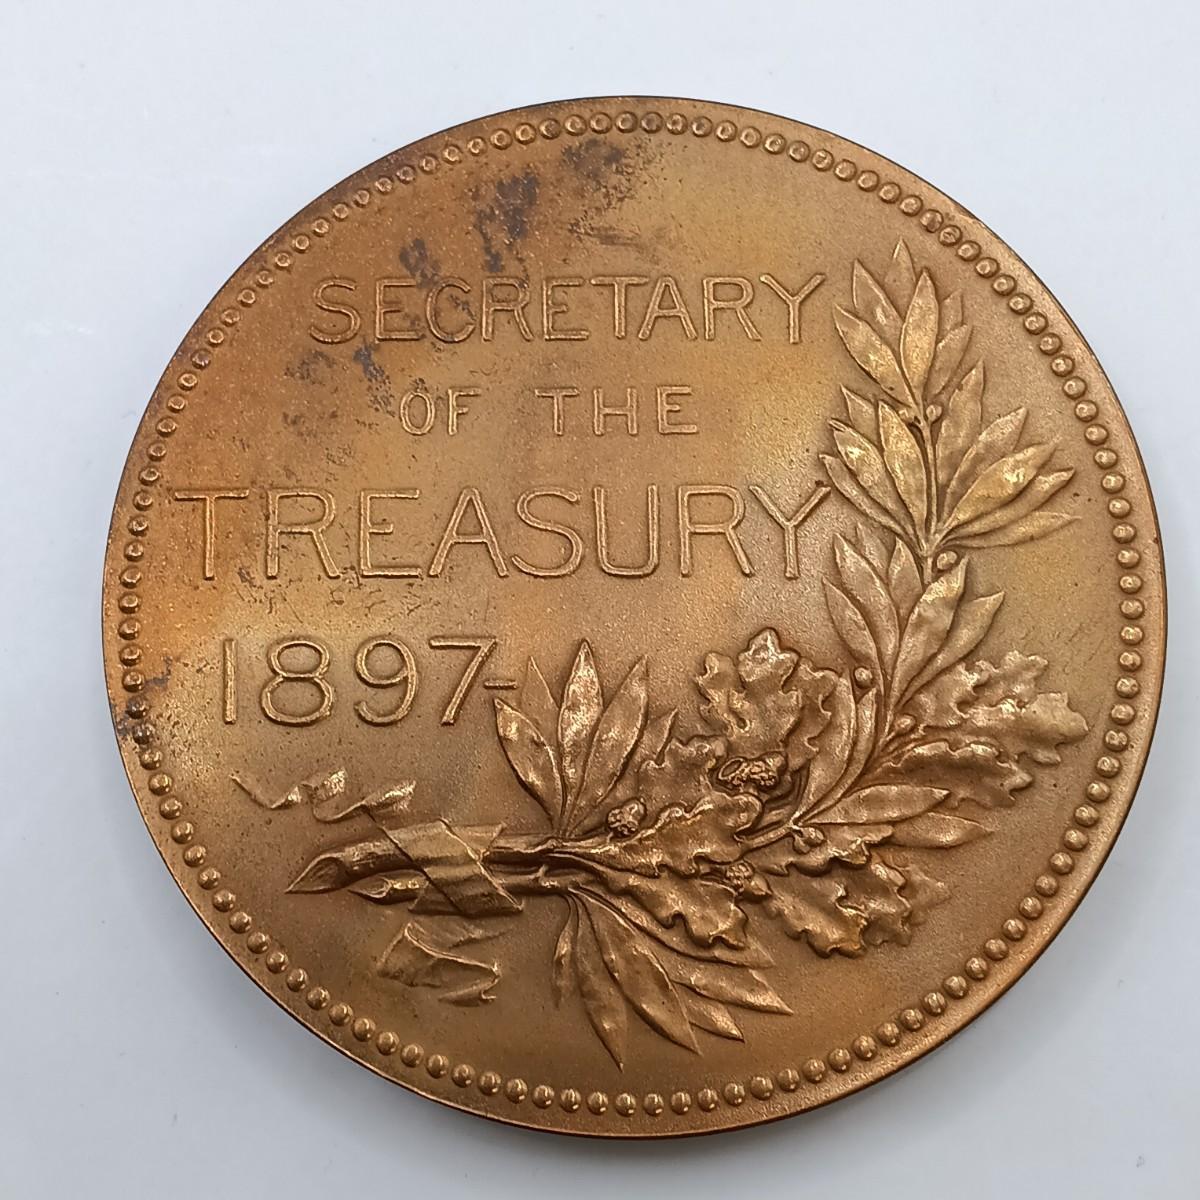 SECRETARY
OF THE
TREASURY
1897-